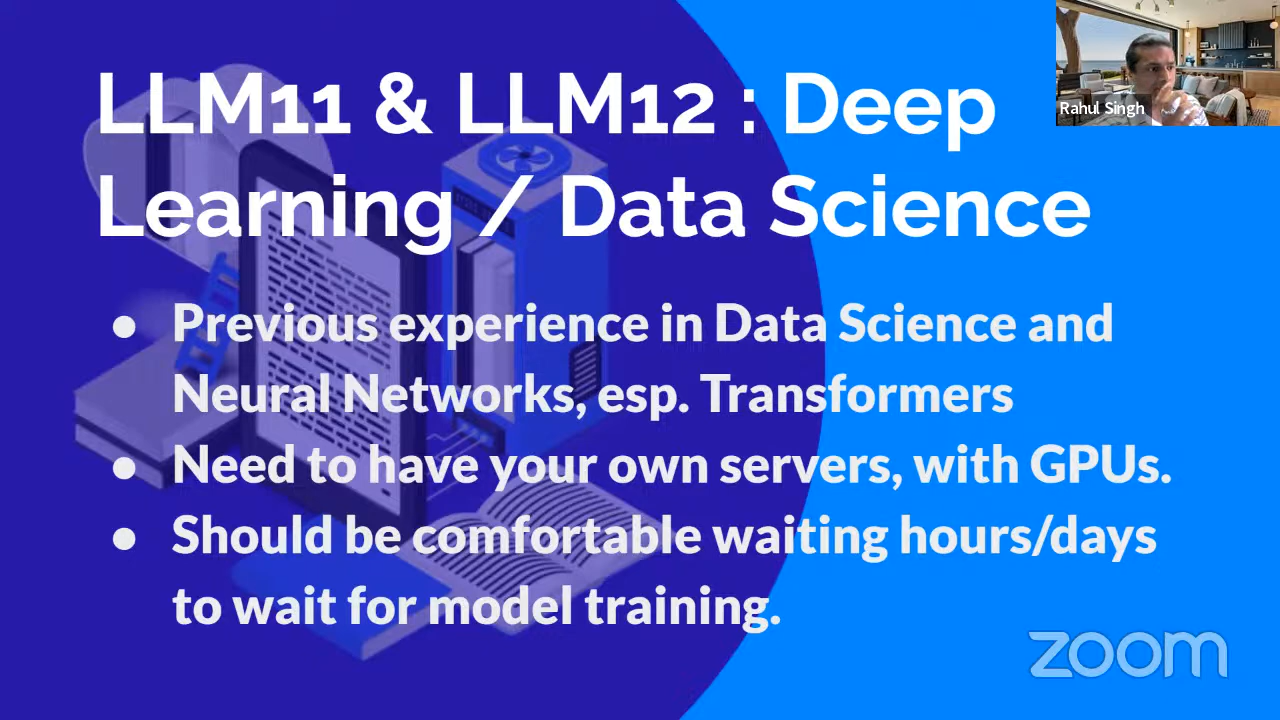 LLM11 & LLM12 : Deep
Learning / Data Science
Rahul Singh
● Previous experience in Data Science and
Neural Networks, esp. Transformers
● Need to have your own servers, with GPUs.
● Should be comfortable waiting hours/days
to wait for model training.
zoom